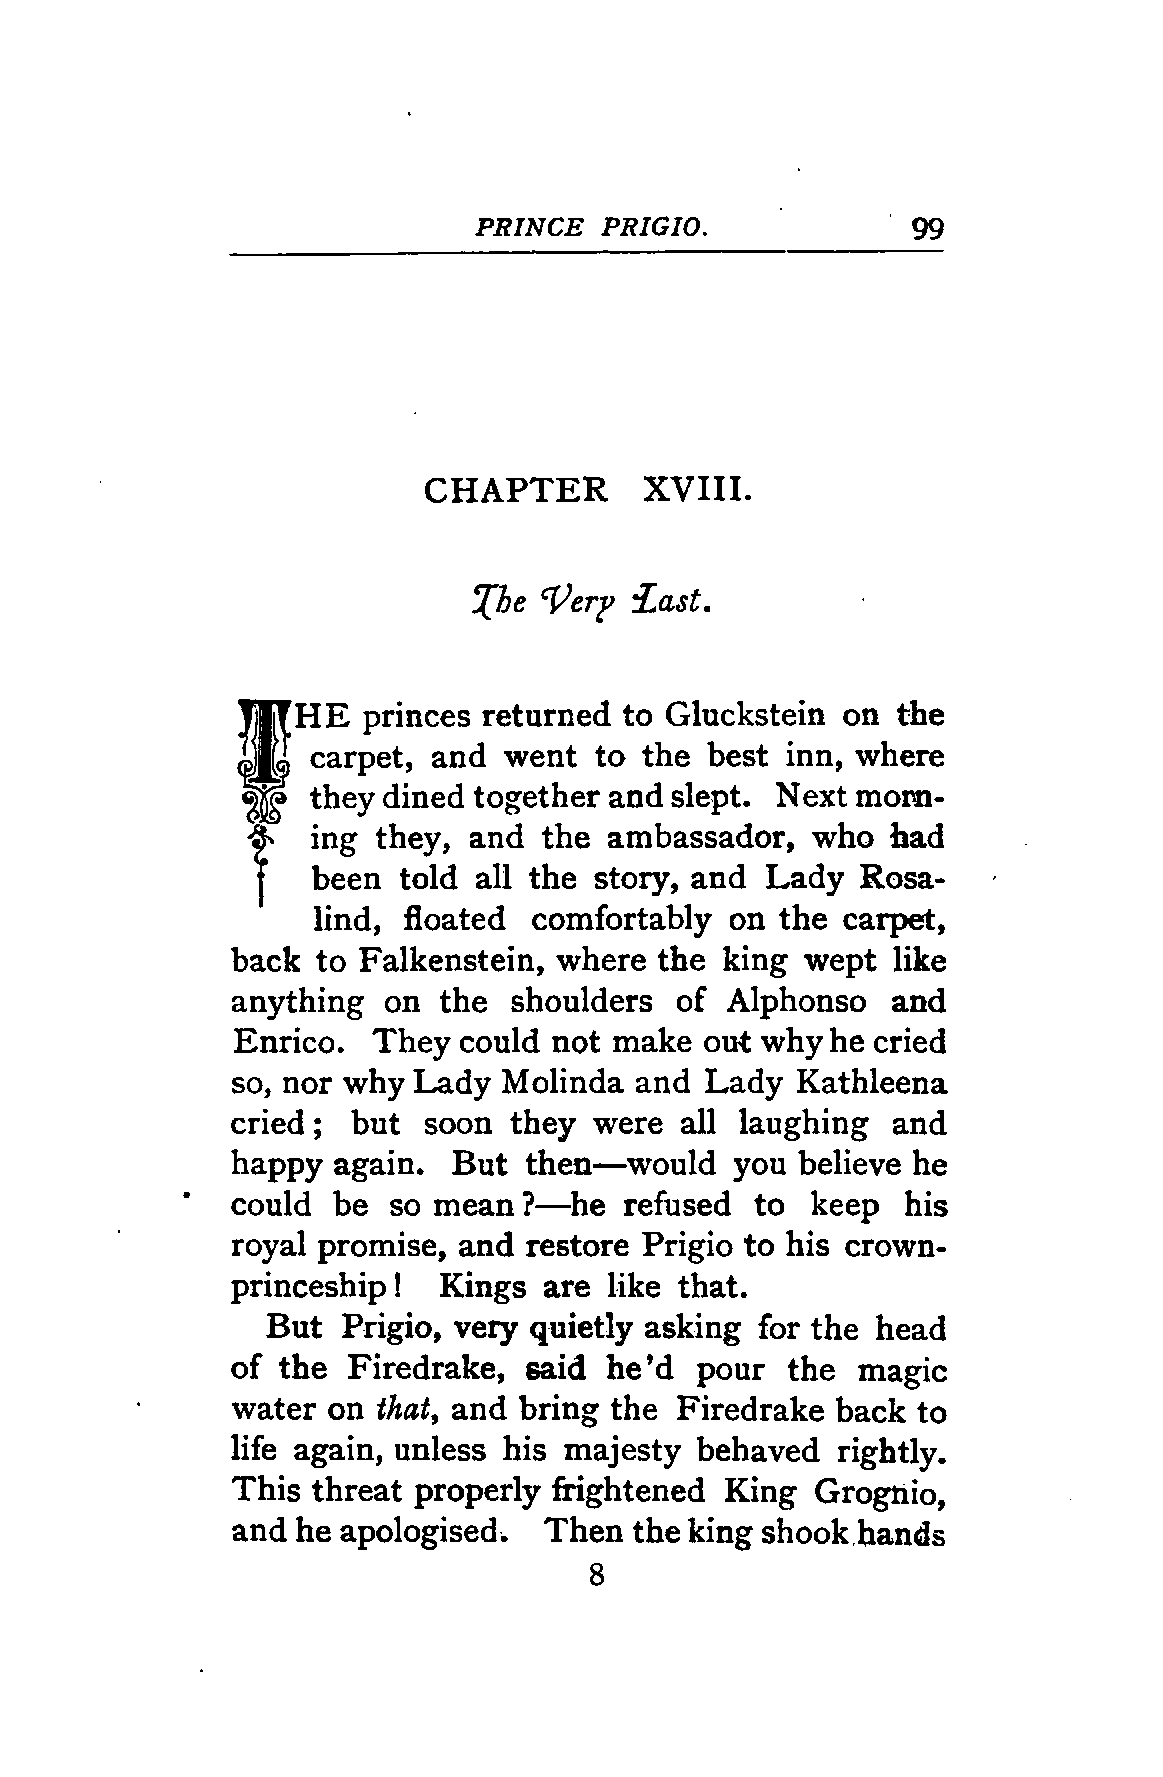 PRINCE PRIGIO. 99
CHAPTER XVIII.
The Very Last.
THE princes returned to Gluckstein on the
carpet, and went to the best inn, where
they dined together and slept. Next morn-
ing they, and the ambassador, who had
been told all the story, and Lady Rosa-
lind, floated comfortably on the carpet,
back to Falkenstein, where the king wept like
anything on the shoulders of Alphonso and
Enrico. They could not make out why he cried
so, nor why Lady Molinda and Lady Kathleena
cried; but soon they were all laughing and
happy again. But then—would you believe he
could be so mean?—he refused to keep his
royal promise, and restore Prigio to his crown-
princeship! Kings are like that.
But Prigio, very quietly asking for the head
of the Firedrake, said he'd pour the magic
water on that, and bring the Firedrake back to
life again, unless his majesty behaved rightly.
This threat properly frightened King Grognio,
and he apologised. Then the king shook hands
8